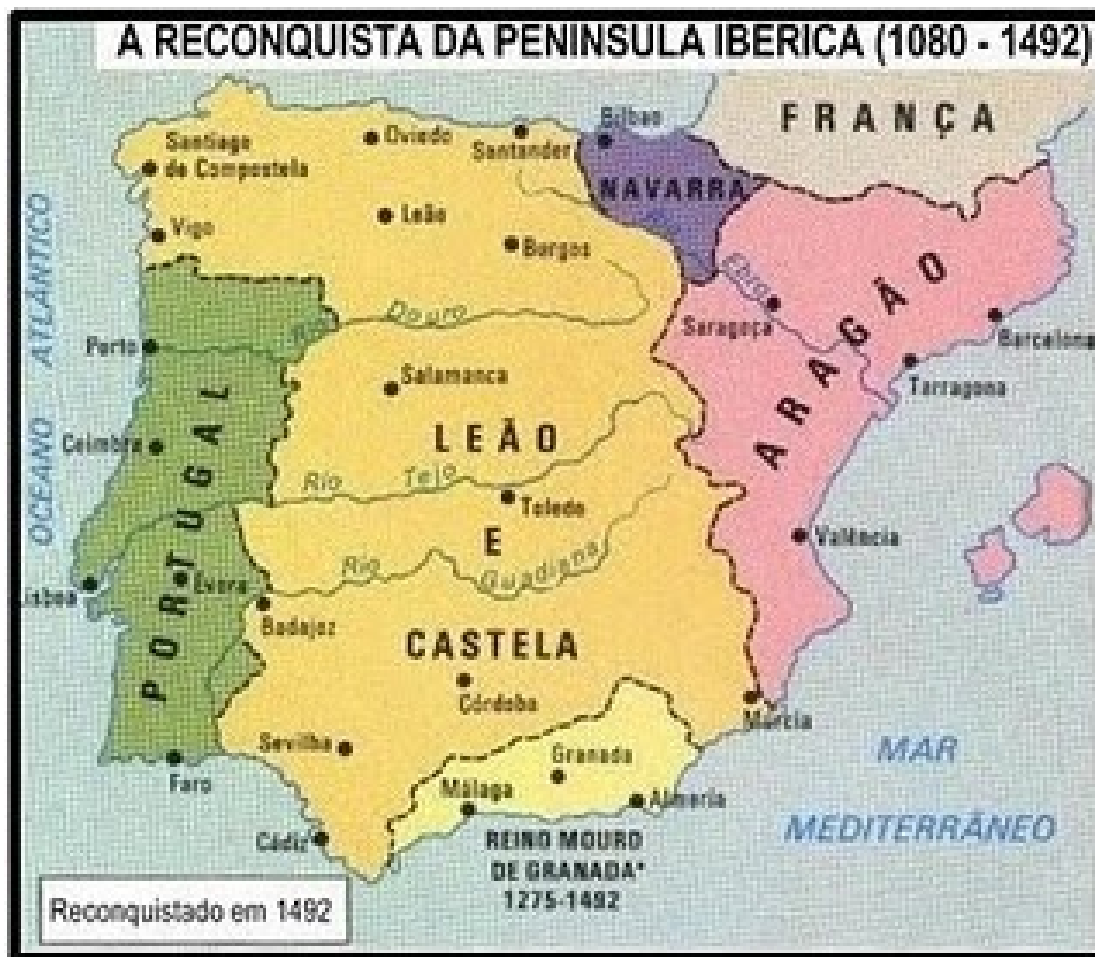 A RECONQUISTA DA PENINSULA IBERICA (1080 - 1492)
FRANÇA
Bilbao
Oviedo
Santander
Santiago
de Compostela
NAVARRA
Leão
Vigo
Burgos
Ebro
ARAGÃO
Rio Douro
Saragoça
Barcelona
Porto
Tarragona
Salamanca
OCEANO ATLÂNTICO
PORTUGAL
Coimbra
LEÃO
Rio Tejo
Toledo
E
Valência
Rio Guadiana
Lisboa
Évora
Badajoz
CASTELA
Córdoba
Múrcia
Sevilha
Granada
MAR
MEDITERRÂNEO
Faro
Málaga
Almeria
Cádiz
REINO MOURO
DE GRANADA*
1275-1492
Reconquistado em 1492